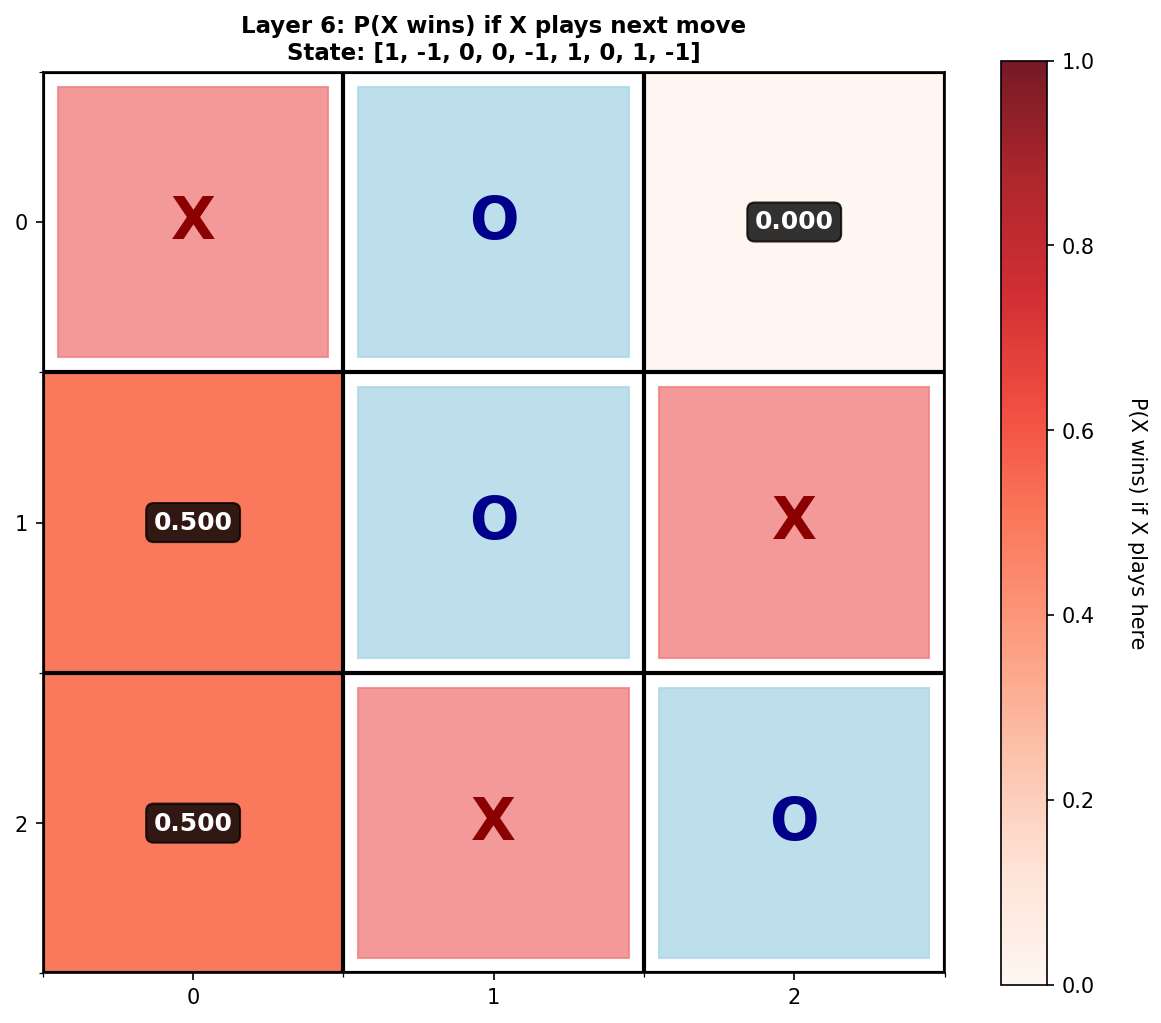 Layer 6: P(X wins) if X plays next move
State: [1, -1, 0, 0, -1, 1, 0, 1, -1]
0
X
O
0.000
1
0.500
O
X
2
0.500
X
O
0
1
2
1.0
0.8
0.6
0.4
0.2
0.0
P(X wins) if X plays here